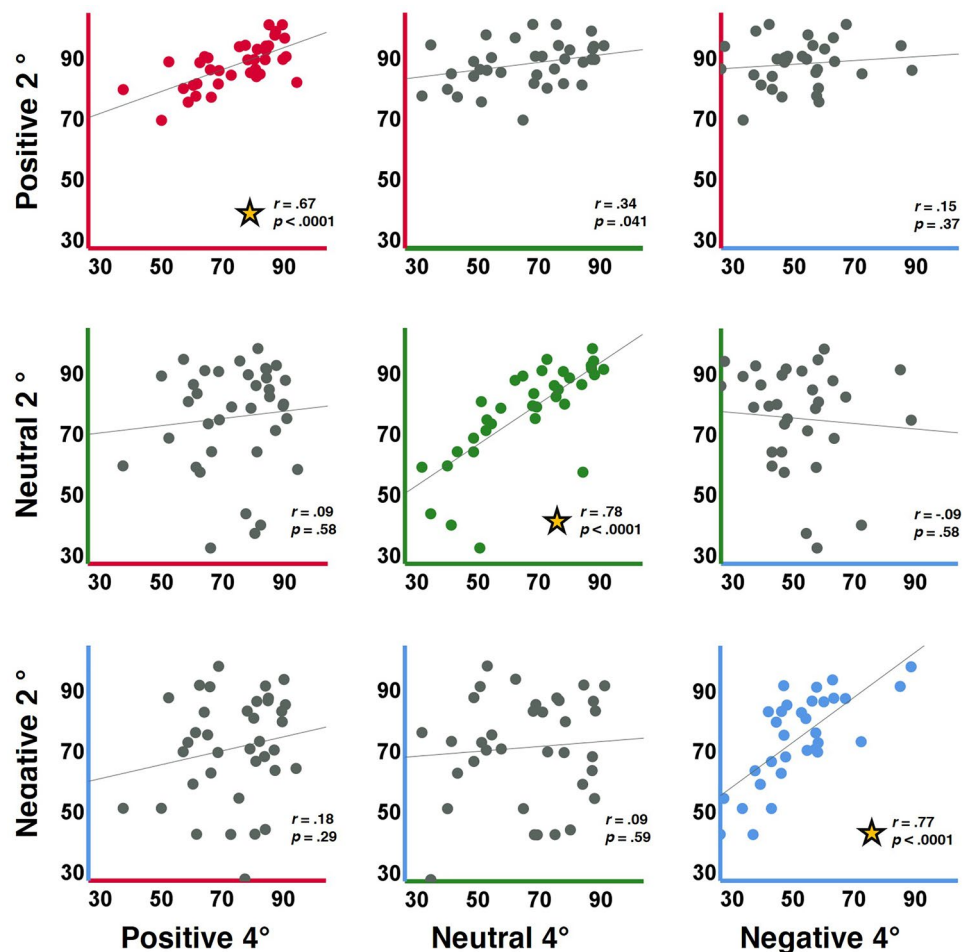 Positive 2 °
90
70
50
30
r = .67
p < .0001
30 50 70 90
90
70
50
30
r = .34
p = .041
30 50 70 90
90
70
50
30
r = .15
p = .37
30 50 70 90
Neutral 2 °
90
70
50
30
r = .09
p = .58
30 50 70 90
90
70
50
30
r = .78
p < .0001
30 50 70 90
90
70
50
30
r = -.09
p = .58
30 50 70 90
Negative 2 °
90
70
50
30
r = .18
p = .29
30 50 70 90
90
70
50
30
r = .09
p = .59
30 50 70 90
90
70
50
30
r = .77
p < .0001
30 50 70 90
Positive 4°
Neutral 4°
Negative 4°